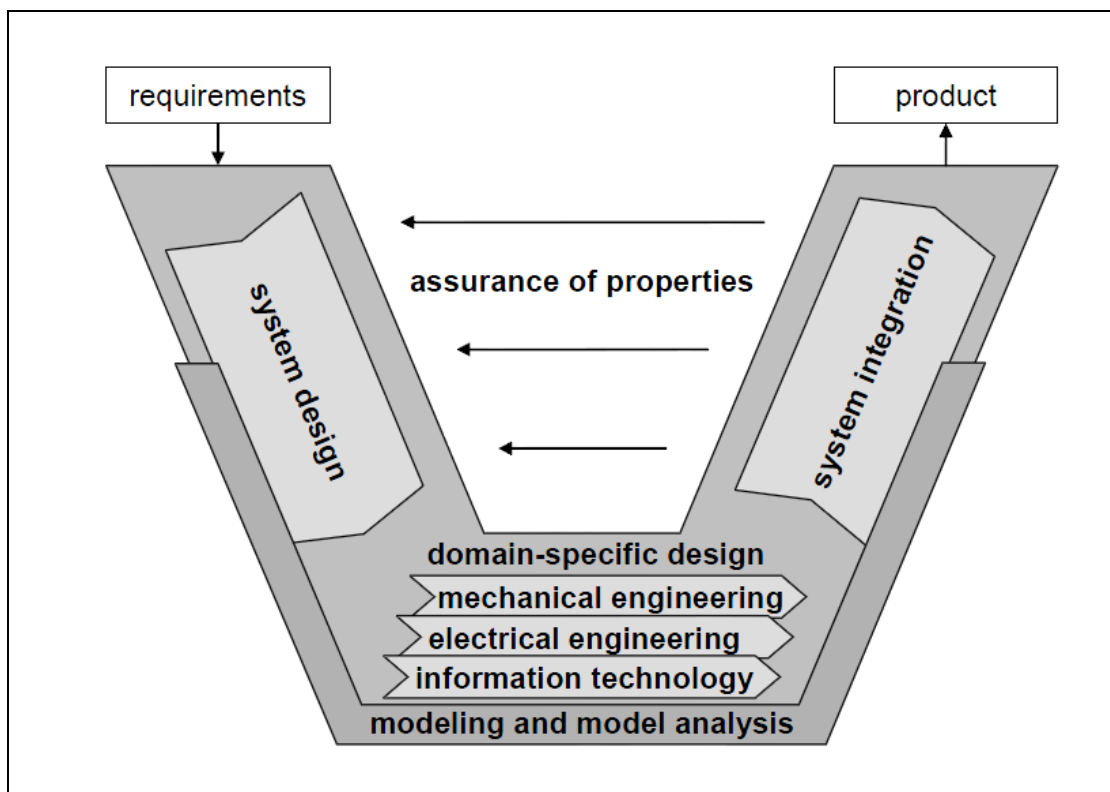 requirements
product
assurance of properties
system design
system integration
domain-specific design
mechanical engineering
electrical engineering
information technology
modeling and model analysis